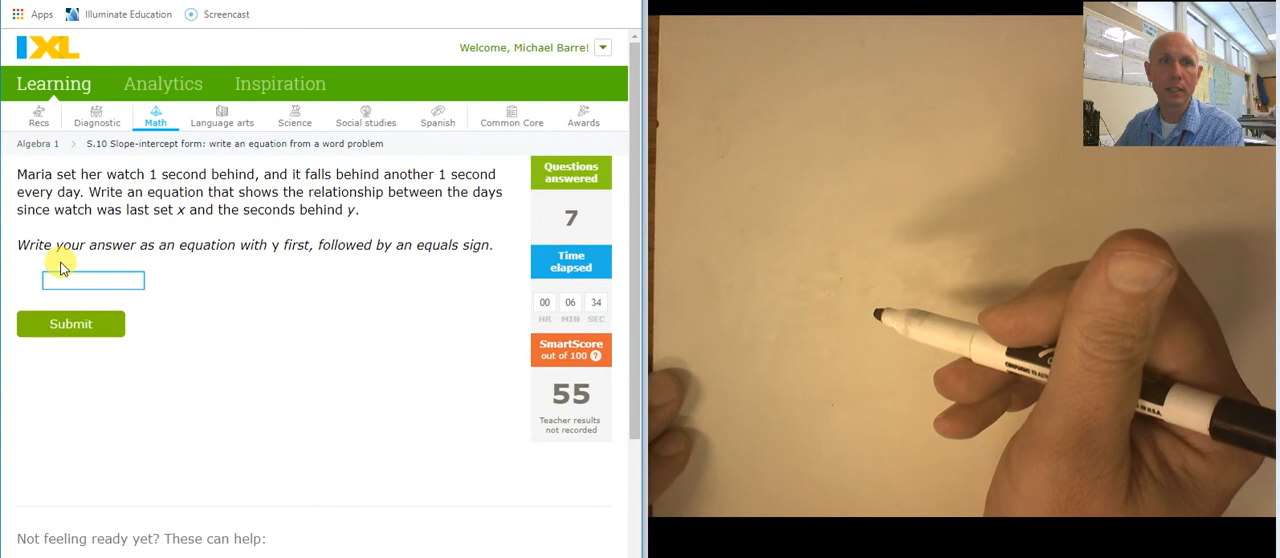 Apps Illuminate Education Screencast
IXL
Welcome, Michael Barre!
Learning Analytics Inspiration
Recs Diagnostic Math Language arts Science Social studies Spanish Common Core Awards
Algebra 1 > S.10 Slope-intercept form: write an equation from a word problem
Maria set her watch 1 second behind, and it falls behind another 1 second
every day. Write an equation that shows the relationship between the days
since watch was last set x and the seconds behind y.
Write your answer as an equation with y first, followed by an equals sign.
Submit
Questions
answered
7
Time
elapsed
00 06 34
HR MIN SEC
SmartScore
out of 100 ?
55
Teacher results
not recorded
Not feeling ready yet? These can help: